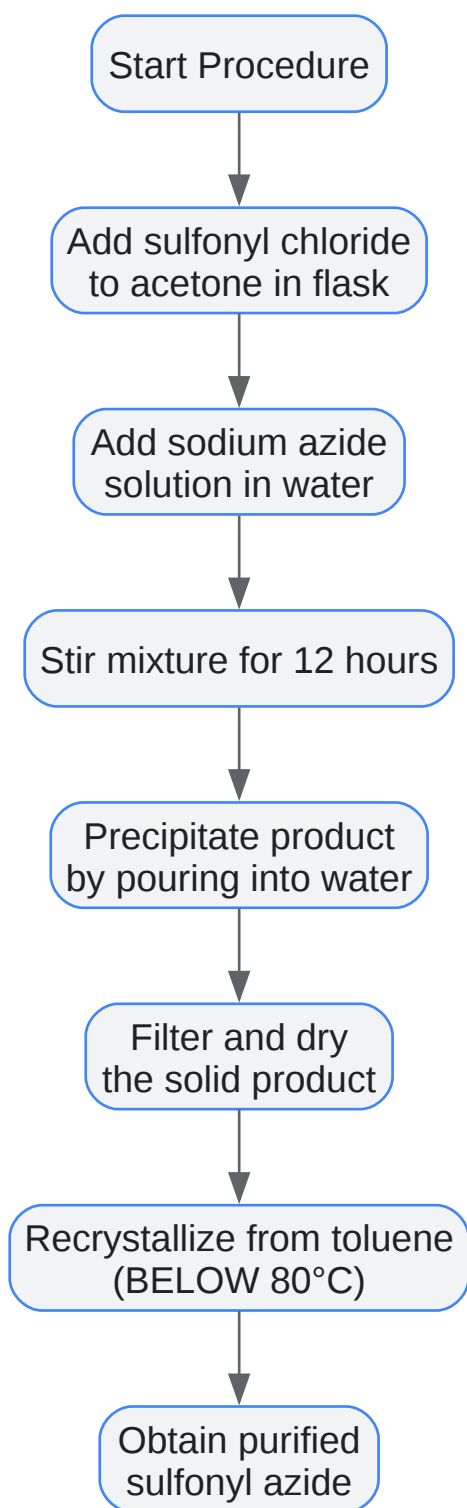 Start Procedure
Add sulfonyl chloride
to acetone in flask
Add sodium azide
solution in water
Stir mixture for 12 hours
Precipitate product
by pouring into water
Filter and dry
the solid product
Recrystallize from toluene
(BELOW 80°C)
Obtain purified
sulfonyl azide